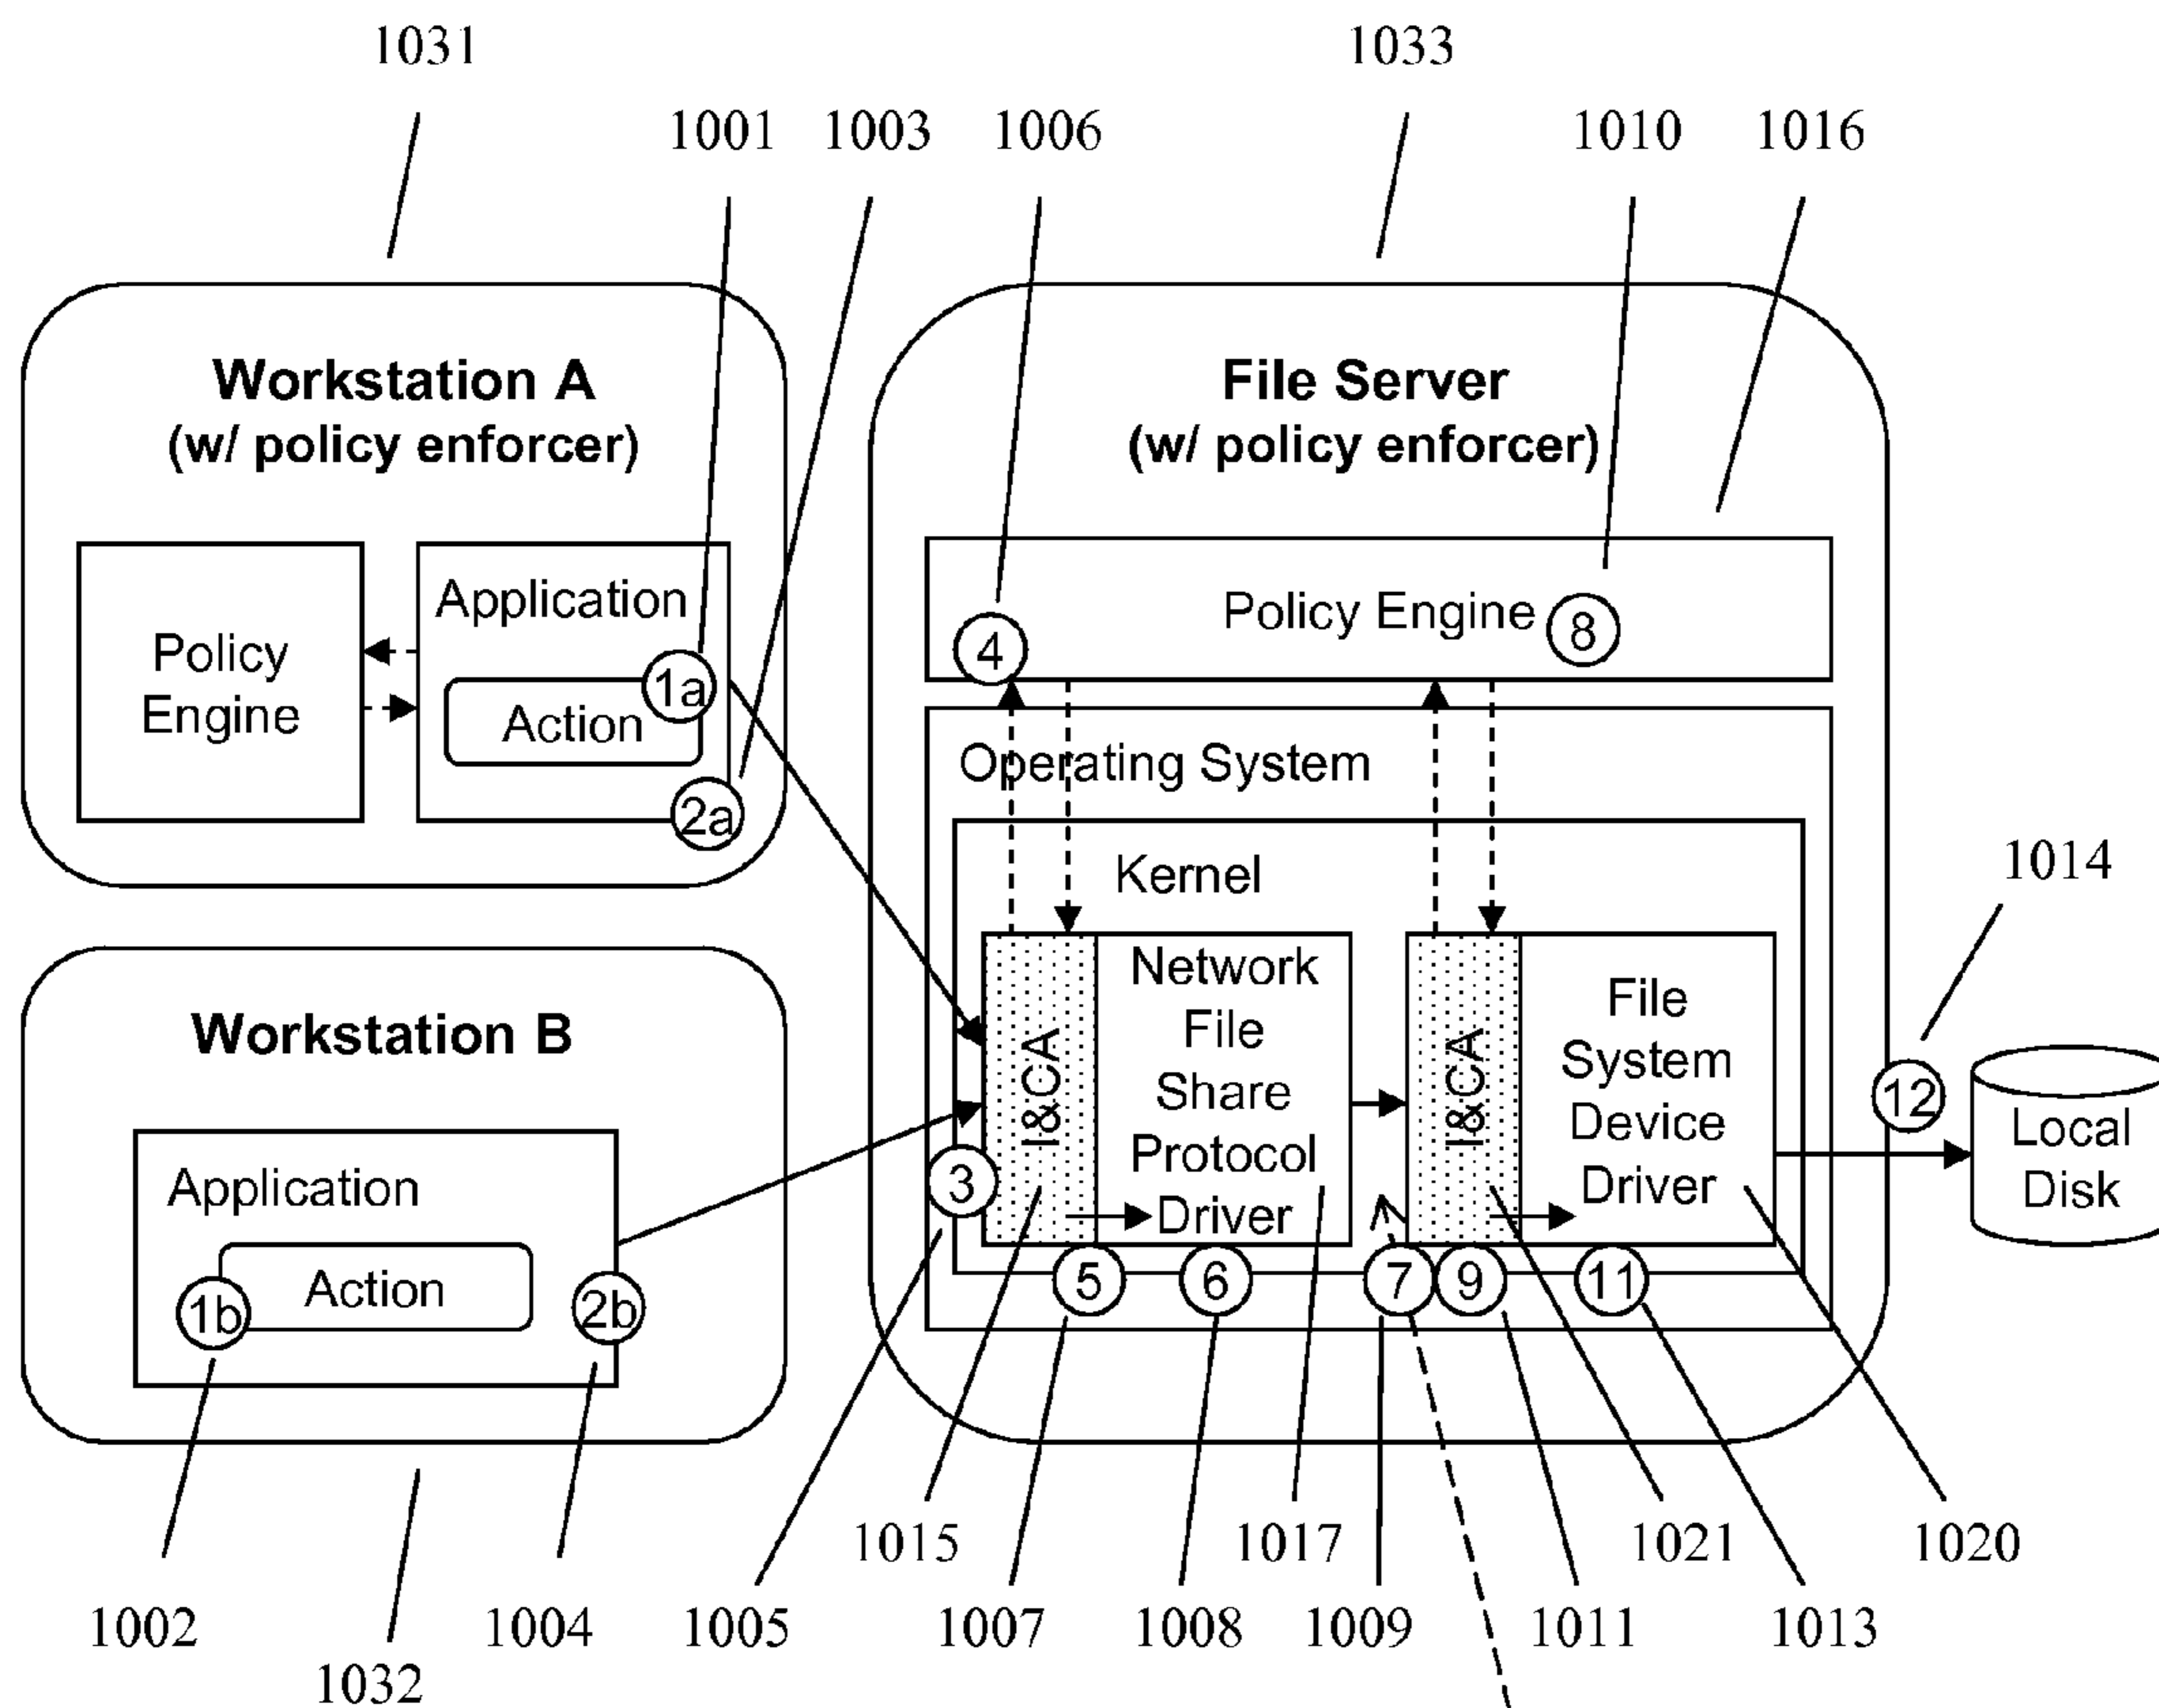 1031
1033
1001
1003
1006
1010
1016
Workstation A
(w/ policy enforcer)
File Server
(w/ policy enforcer)
Policy
Engine
Application
1a
Action
2a
Policy Engine
4
8
Operating System
Kernel
1014
I&CA
Network
File
Share
Protocol
Driver
I&CA
File
System
Device
Driver
12
Local
Disk
3
5
6
7
9
11
Workstation B
Application
Action
1b
2b
1015
1017
1021
1020
1002
1004
1005
1007
1008
1009
1011
1013
1032